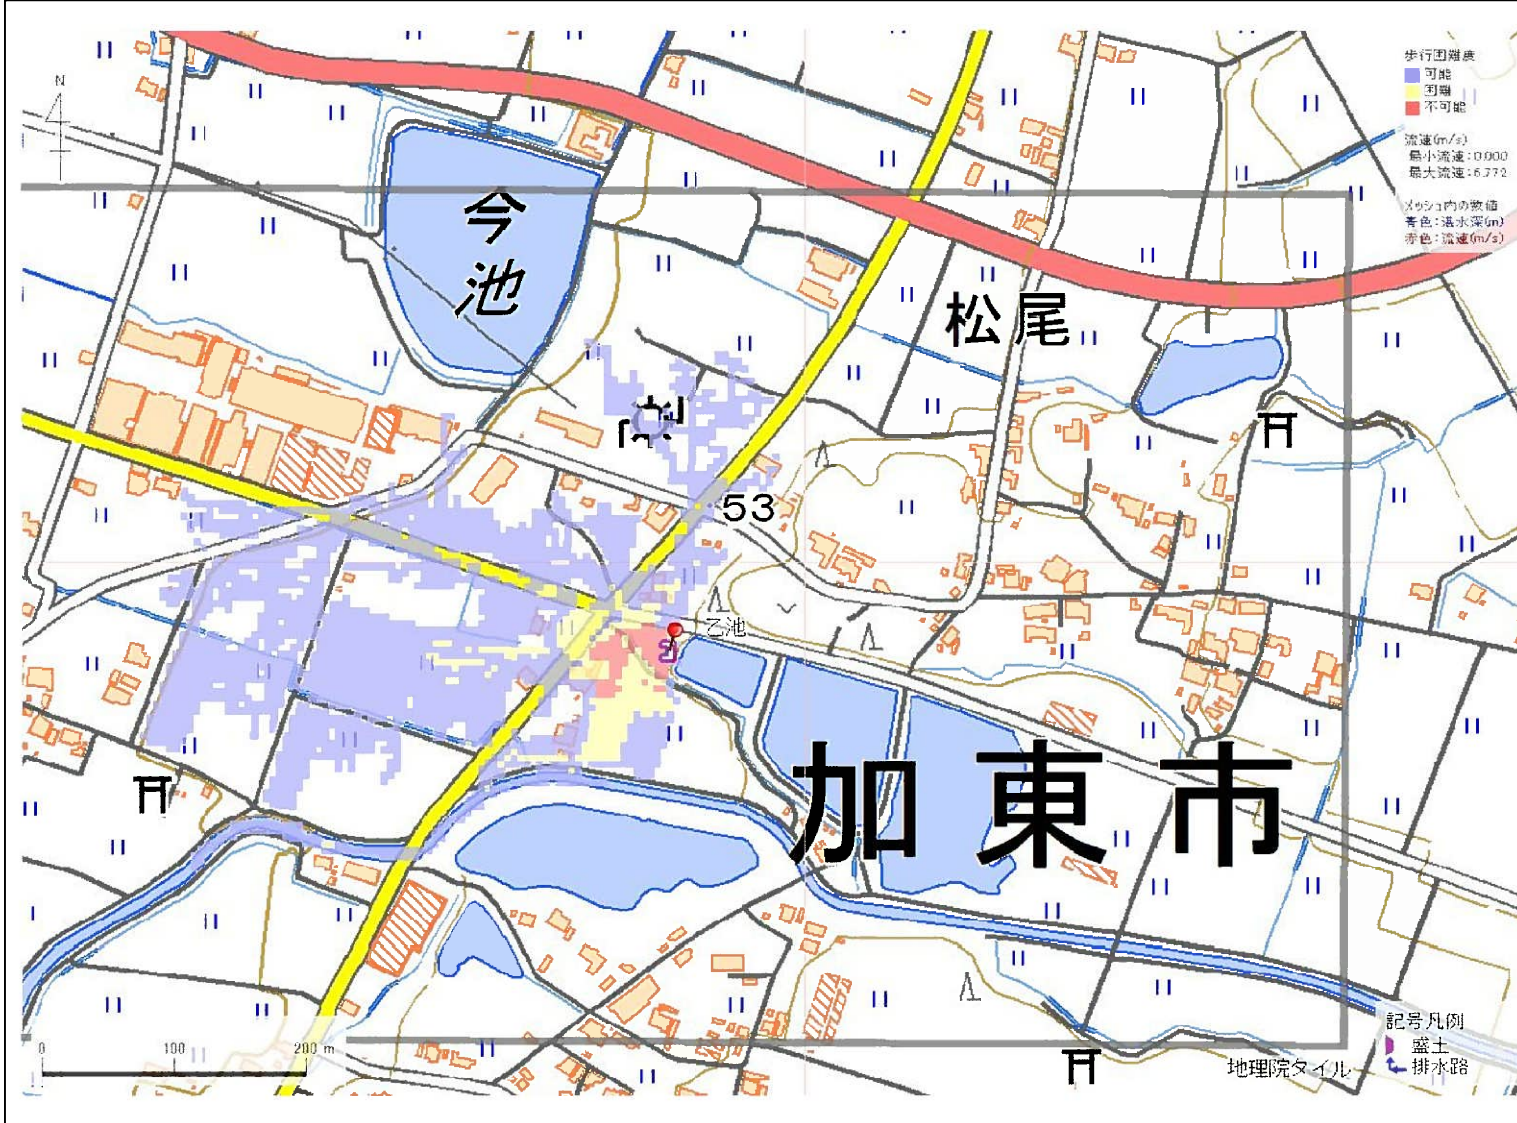 歩行困難度
可能
困難
不可能
流速(m/s)
最小流速:0.000
最大流速:6.772
メッシュ内の数値
青色:湛水深(m)
赤色:流速(m/s)
N
今池
松尾
53
乙池
加東市
0 100 200 m
記号凡例
盛土
排水路
地理院タイル